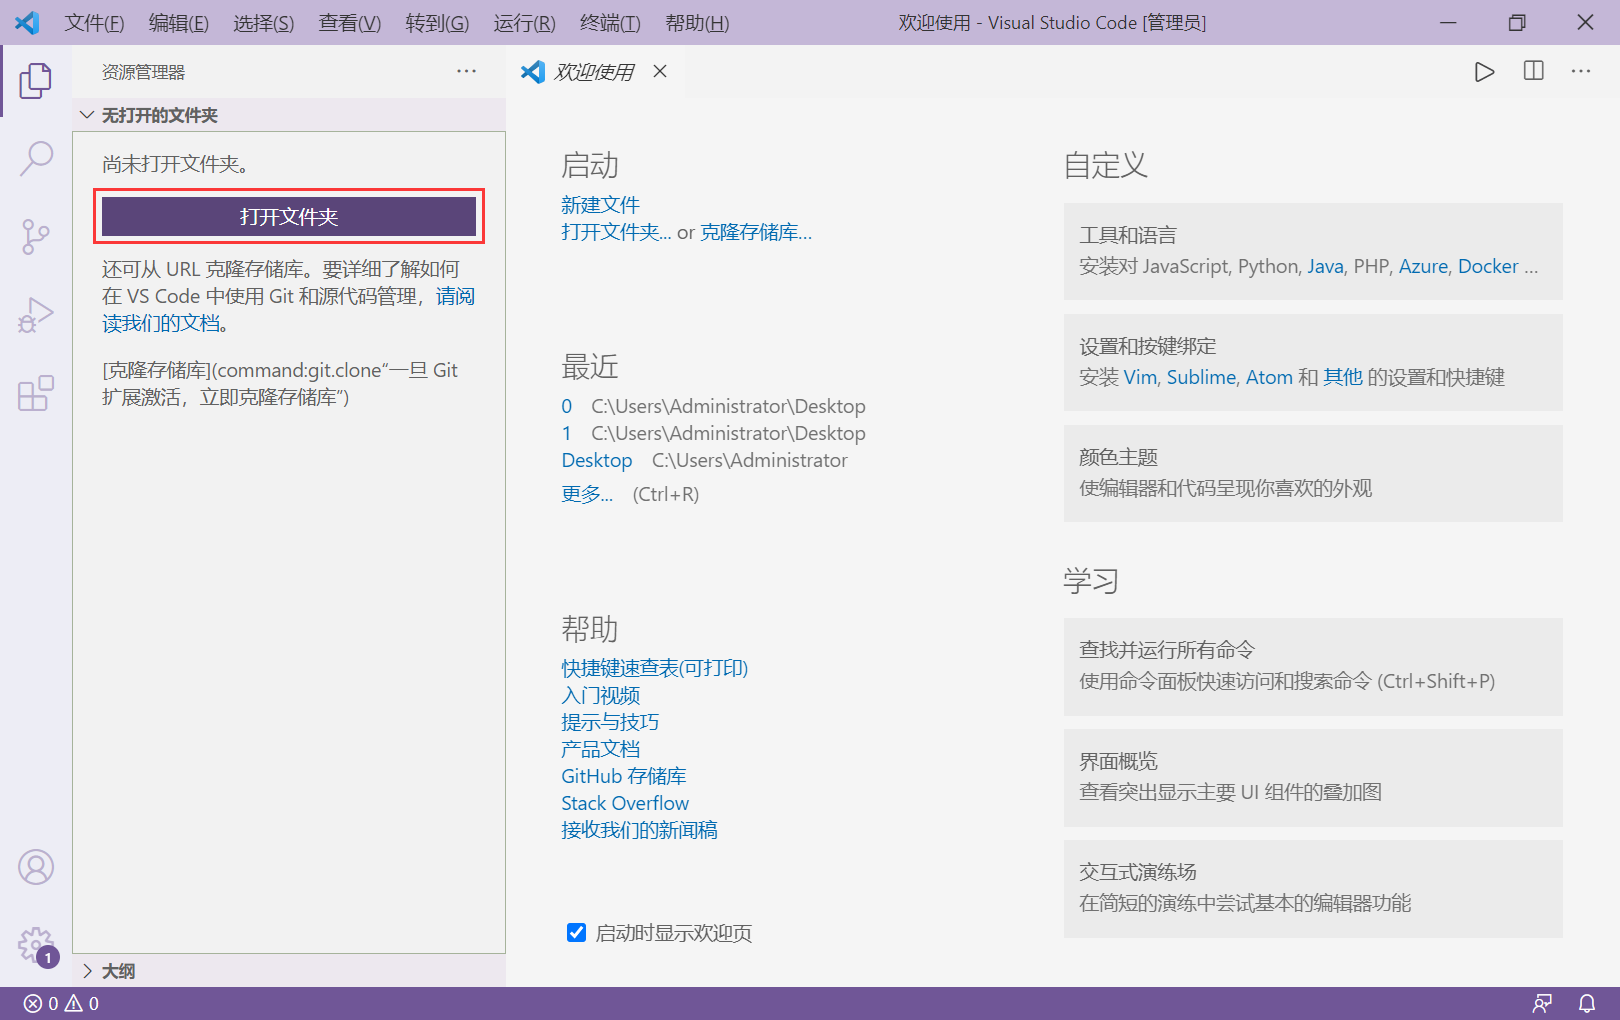 文件(F) 编辑(E) 选择(S) 查看(V) 转到(G) 运行(R) 终端(T) 帮助(H)
欢迎使用 - Visual Studio Code [管理员]
资源管理器
无打开的文件夹
尚未打开文件夹。
打开文件夹
还可从 URL 克隆存储库。要详细了解如何
在 VS Code 中使用 Git 和源代码管理，请阅
读我们的文档。
[克隆存储库](command:git.clone“一旦 Git
扩展激活，立即克隆存储库”)
大纲
1
欢迎使用
启动
新建文件
打开文件夹... or 克隆存储库...
最近
0 C:\Users\Administrator\Desktop
1 C:\Users\Administrator\Desktop
Desktop C:\Users\Administrator
更多... (Ctrl+R)
帮助
快捷键速查表(可打印)
入门视频
提示与技巧
产品文档
GitHub 存储库
Stack Overflow
接收我们的新闻稿
启动时显示欢迎页
自定义
工具和语言
安装对 JavaScript, Python, Java, PHP, Azure, Docker ...
设置和按键绑定
安装 Vim, Sublime, Atom 和 其他 的设置和快捷键
颜色主题
使编辑器和代码呈现你喜欢的外观
学习
查找并运行所有命令
使用命令面板快速访问和搜索命令 (Ctrl+Shift+P)
界面概览
查看突出显示主要 UI 组件的叠加图
交互式演练场
在简短的演练中尝试基本的编辑器功能
0 0